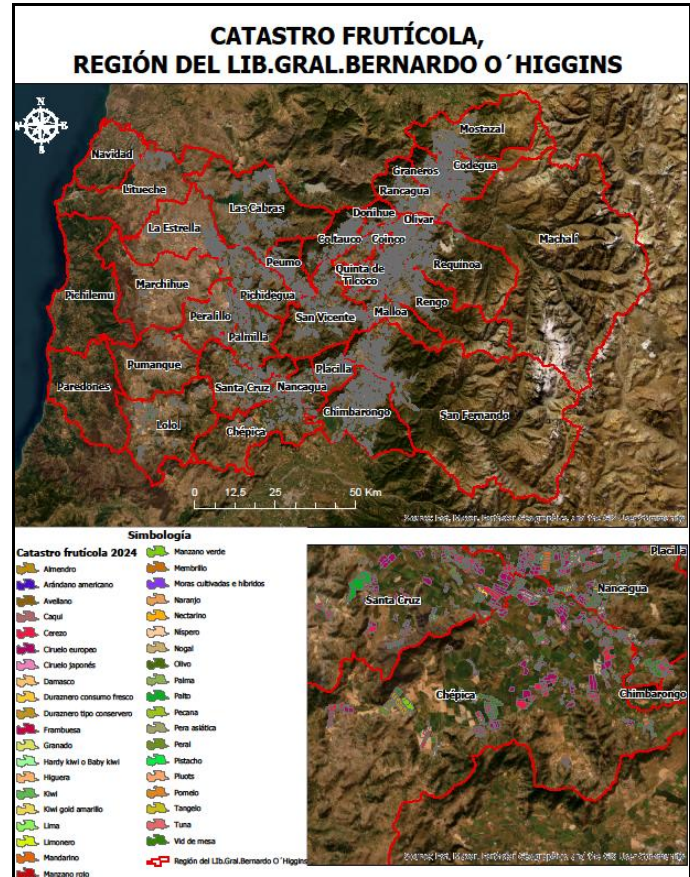 CATASTRO FRUTÍCOLA,
REGIÓN DEL LIB.GRAL.BERNARDO O´HIGGINS
N
E
S
Mostazal
Navidad
Codegua
Graneros
Litueche
Rancagua
Las Cabras
Donihue
Olivar
La Estrella
Coltauco
Coinco
Machalí
Peumo
Requinoa
Quinta de
Tilcoco
Marchihue
Pichilemu
Pichidegua
Rengo
Peralillo
San Vicente
Malloa
Palmilla
Pumanque
Placilla
Paredones
Santa Cruz
Nancagua
Chimbarongo
San Fernando
Lolol
Chépica
0 12,5 25 50 Km
Simbología
Catastro frutícola 2024
Almendro
Arándano americano
Avellano
Caqui
Cerezo
Ciruelo europeo
Ciruelo japonés
Damasco
Duraznero consumo fresco
Duraznero tipo conservero
Frambuesa
Granado
Hardy kiwi o Baby kiwi
Higuera
Kiwi
Kiwi gold amarillo
Lima
Limonero
Mandarino
Manzano rojo
Manzano verde
Membrillo
Moras cultivadas e híbridos
Naranjo
Nectarino
Níspero
Nogal
Olivo
Palma
Palto
Pecana
Pera asiática
Peral
Pistacho
Pluots
Pomelo
Tangelo
Tuna
Vid de mesa
Región del Lib.Gral.Bernardo O´Higgins
Placilla
Santa Cruz
Nancagua
Chépica
Chimbarongo